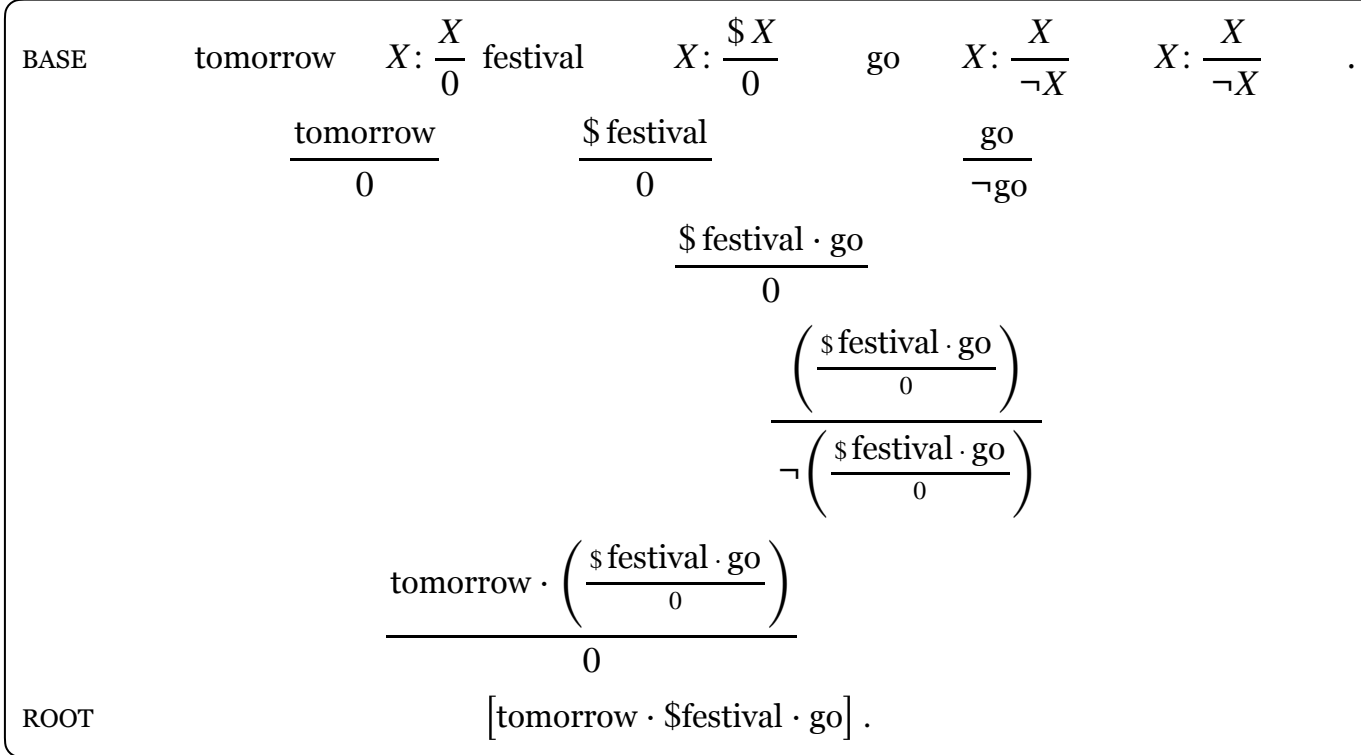 BASE tomorrow X: X/0 festival X: $ X/0 go X: X/¬X X: X/¬X .
tomorrow/0 $ festival/0 go/¬go
$ festival · go/0
($ festival · go/0)/¬($ festival · go/0)
tomorrow · ($ festival · go/0)/0
ROOT [tomorrow · $festival · go] .